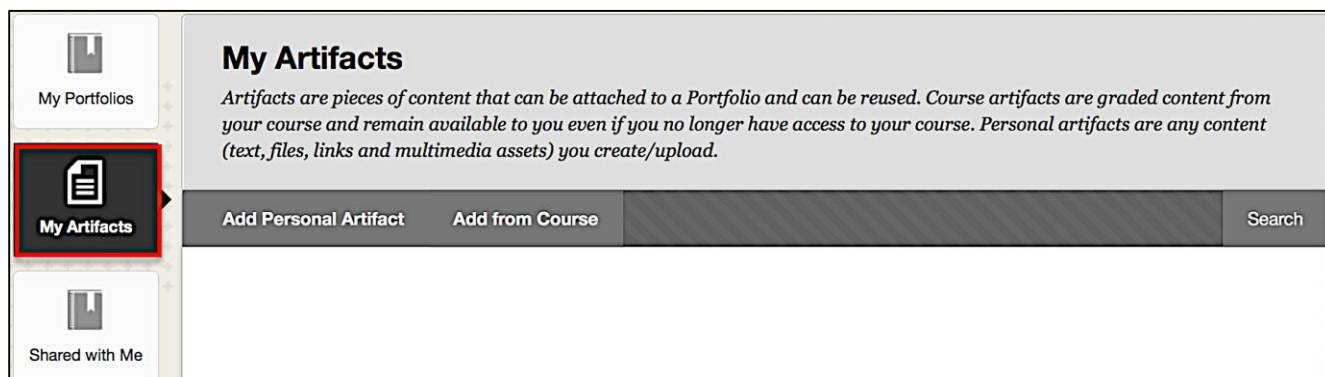 My Portfolios
My Artifacts
Shared with Me
My Artifacts
Artifacts are pieces of content that can be attached to a Portfolio and can be reused. Course artifacts are graded content from
your course and remain available to you even if you no longer have access to your course. Personal artifacts are any content
(text, files, links and multimedia assets) you create/upload.
Add Personal Artifact Add from Course Search